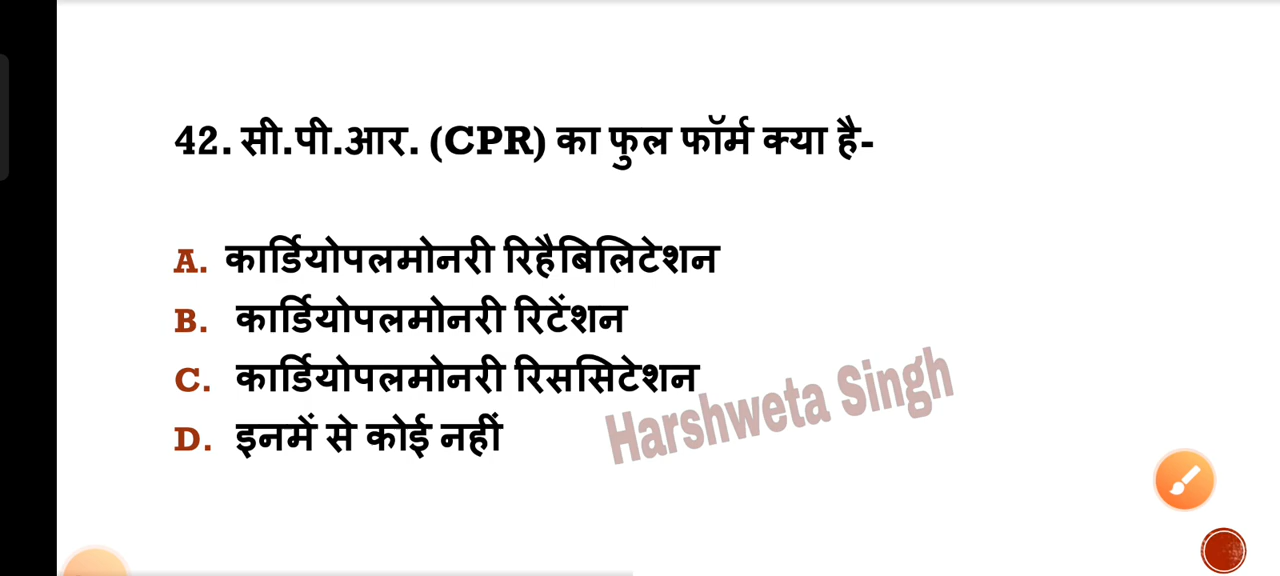 42. सी.पी.आर. (CPR) का फुल फॉर्म क्या है-
A. कार्डियोपलमोनरी रिहैबिलिटेशन
B. कार्डियोपलमोनरी रिटेंशन
C. कार्डियोपलमोनरी रिससिटेशन
D. इनमें से कोई नहीं
Harshweta Singh